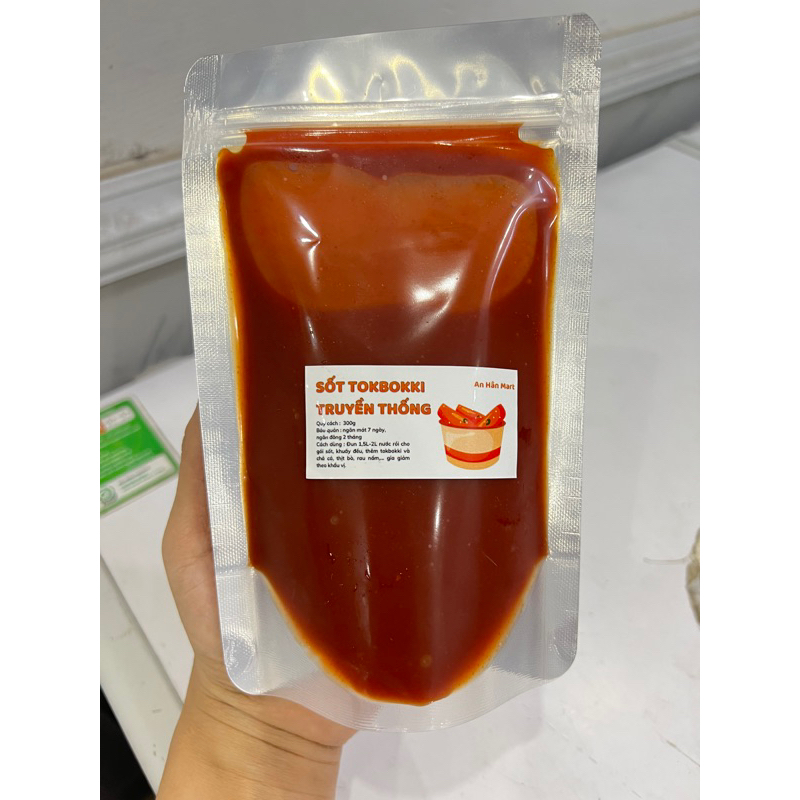 SỐT TOKBOKKI
TRUYỀN THỐNG
An Hân Mart
Quy cách : 300g
Bảo quản : ngăn mát 7 ngày,
ngăn đông 2 tháng
Cách dùng : Đun 1,5L-2L nước rồi cho
gói sốt, khuấy đều, thêm tokbokki và
chả cá, thịt bò, rau nấm,... gia giảm
theo khẩu vị.